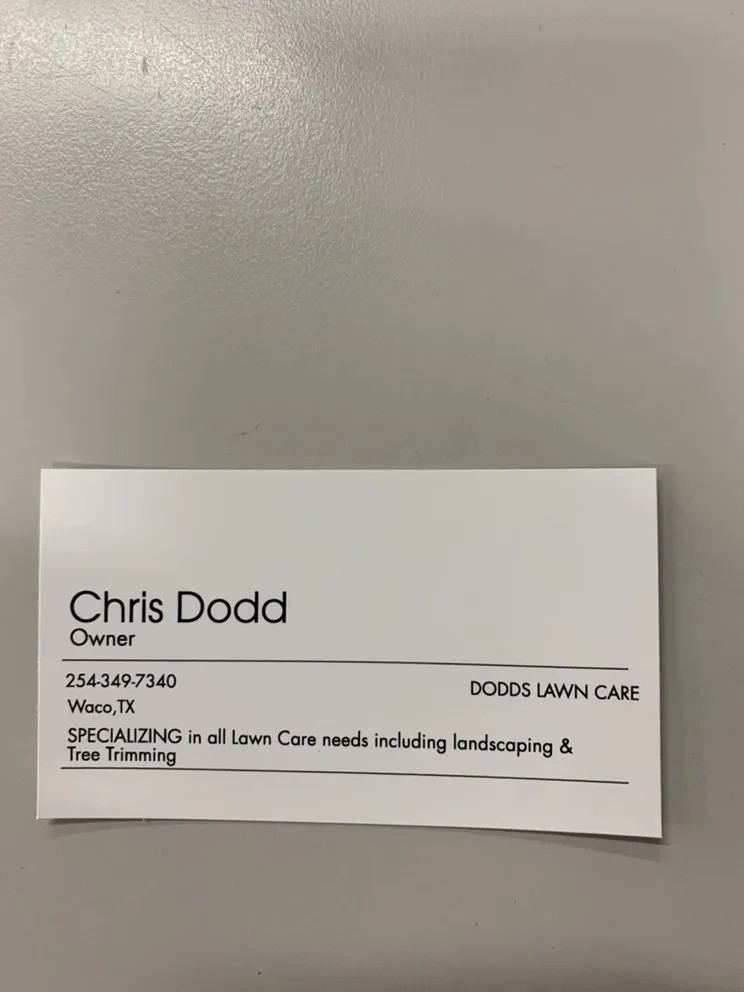 Chris Dodd
Owner
254-349-7340
DODDS LAWN CARE
Waco,TX
SPECIALIZING in all Lawn Care needs including landscaping &
Tree Trimming